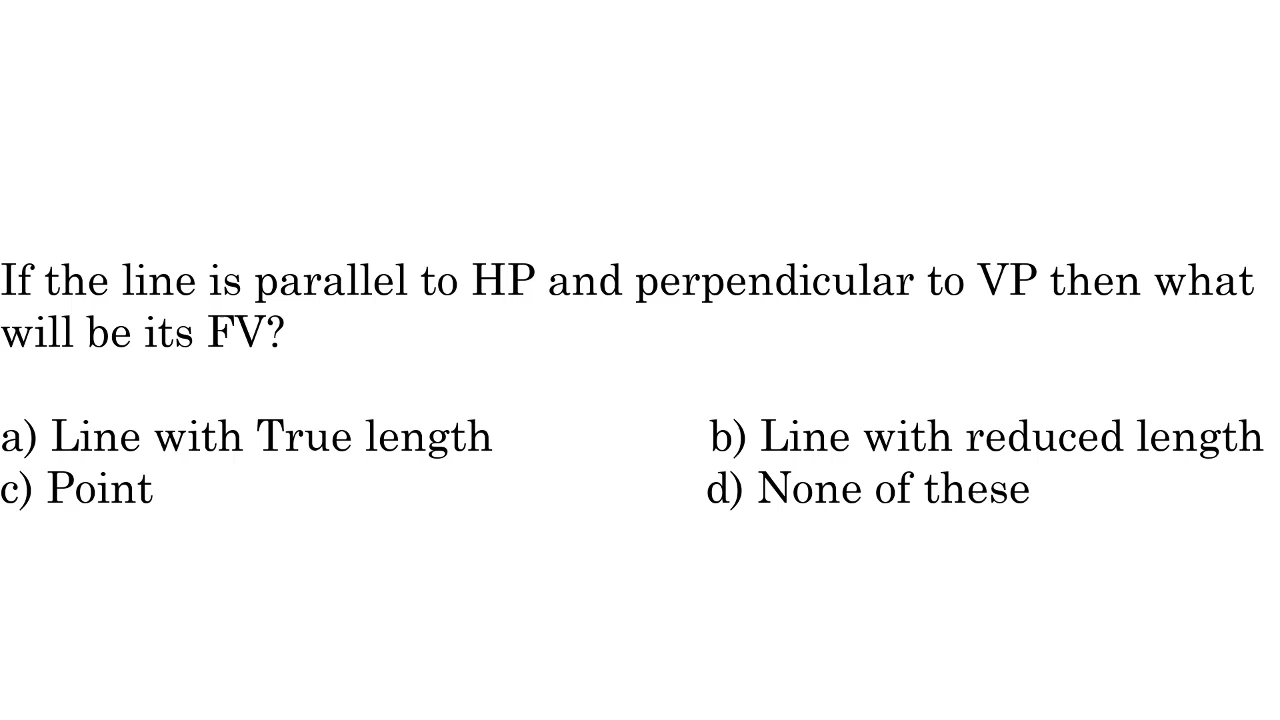 If the line is parallel to HP and perpendicular to VP then what
will be its FV?
a) Line with True length b) Line with reduced length
c) Point d) None of these